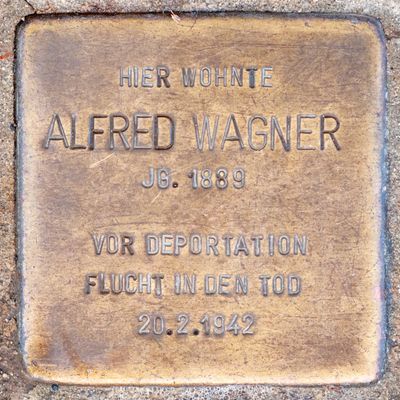 HIER WOHNTE
ALFRED WAGNER
JG. 1889
VOR DEPORTATION
FLUCHT IN DEN TOD
20.2.1942